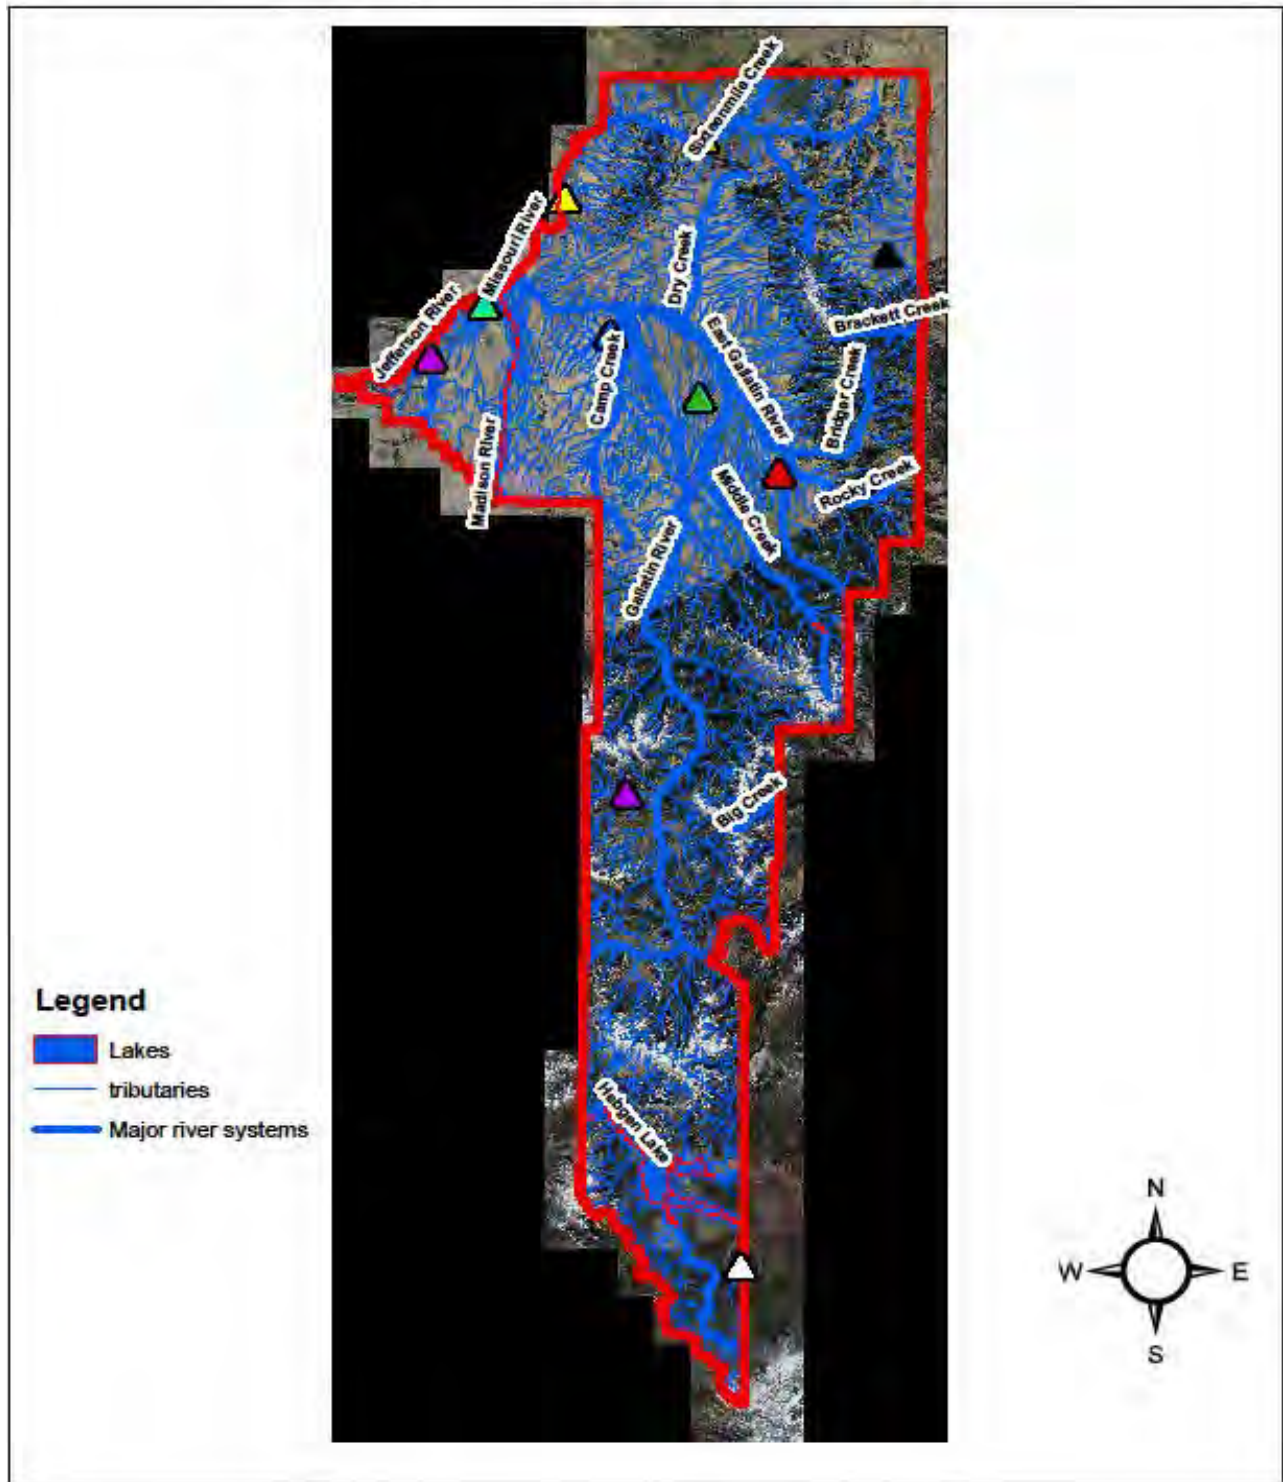 Sixteenmile Creek
Missouri River
Jefferson River
Dry Creek
Brackett Creek
East Gallatin River
Camp Creek
Bridger Creek
Madison River
Middle Creek
Rocky Creek
Gallatin River
Big Creek
Legend
Lakes
tributaries
Major river systems
Hebgen Lake
N
W
E
S